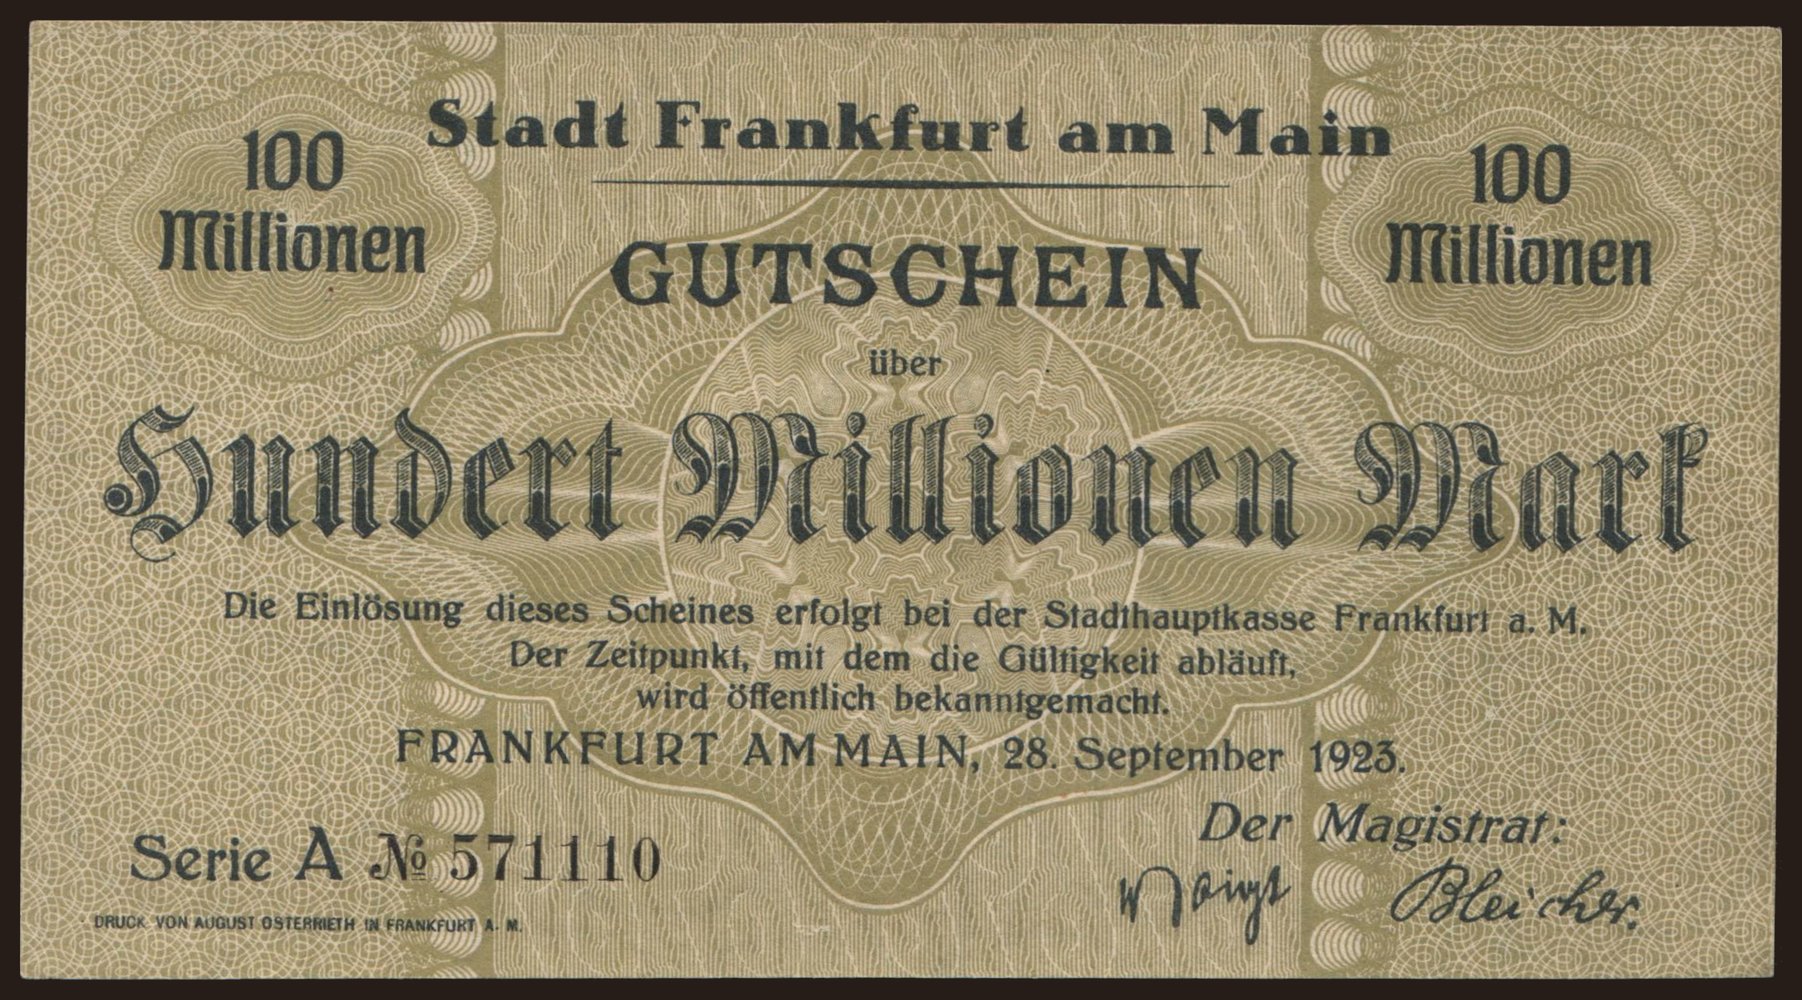 Stadt Frankfurt am Main
100
Millionen
100
Millionen
GUTSCHEIN
über
Hundert Millionen Mark
Die Einlösung dieses Scheines erfolgt bei der Stadthauptkasse Frankfurt a. M.
Der Zeitpunkt, mit dem die Gültigkeit abläuft,
wird öffentlich bekanntgemacht.
FRANKFURT AM MAIN, 28. September 1923.
Der Magistrat:
Serie A № 571110
Voigt Bleicher.
DRUCK VON AUGUST OSTERRIETH IN FRANKFURT A. M.